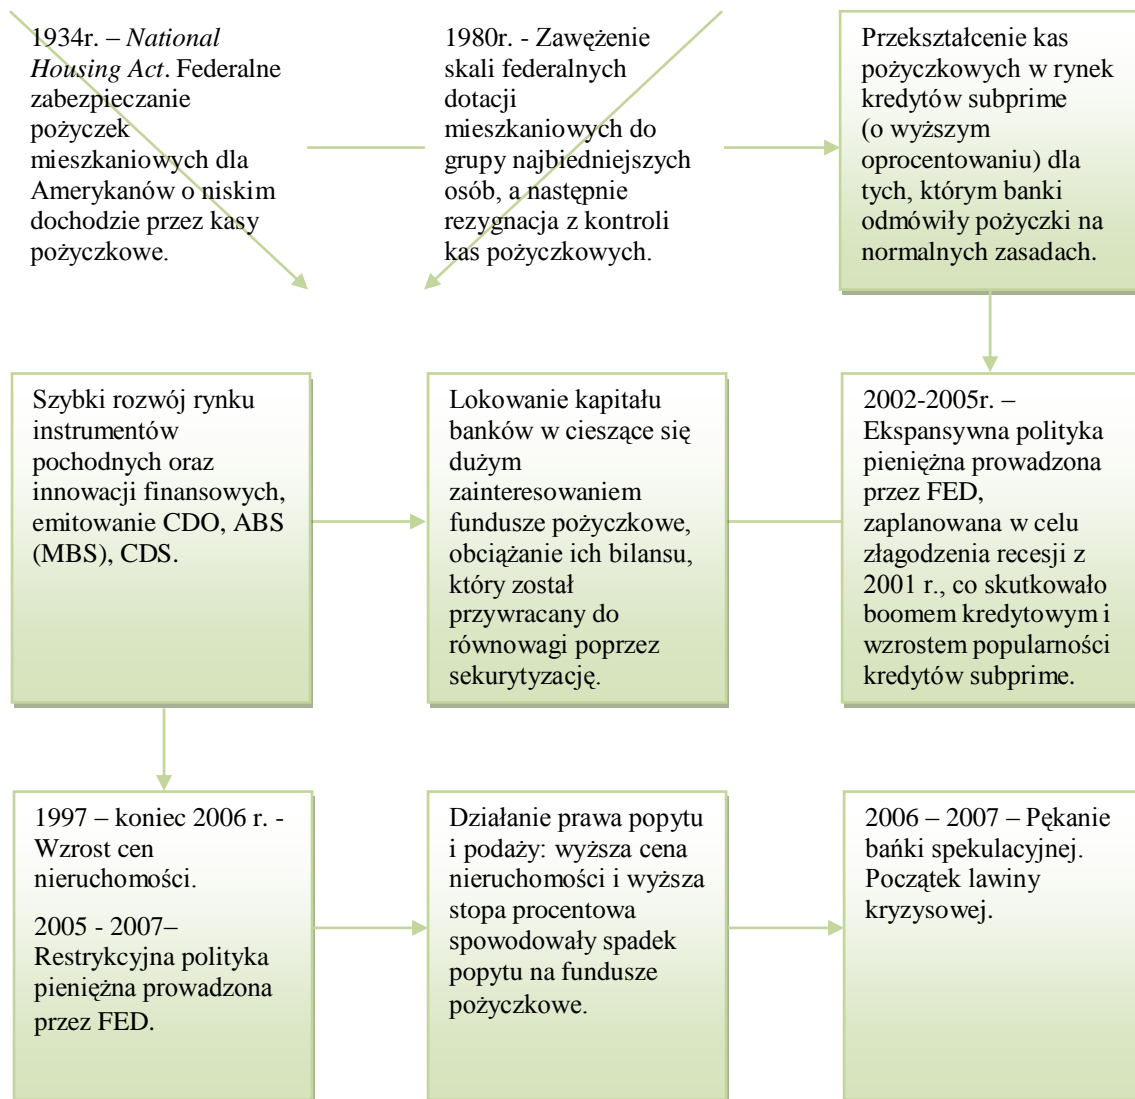 1934r. – National
Housing Act. Federalne
zabezpieczanie
pożyczek
mieszkaniowych dla
Amerykanów o niskim
dochodzie przez kasy
pożyczkowe.
1980r. - Zawężenie
skali federalnych
dotacji
mieszkaniowych do
grupy najbiedniejszych
osób, a następnie
rezygnacja z kontroli
kas pożyczkowych.
Przekształcenie kas
pożyczkowych w rynek
kredytów subprime
(o wyższym
oprocentowaniu) dla
tych, którym banki
odmówiły pożyczki na
normalnych zasadach.
Szybki rozwój rynku
instrumentów
pochodnych oraz
innowacji finansowych,
emitowanie CDO, ABS
(MBS), CDS.
Lokowanie kapitału
banków w cieszące się
dużym
zainteresowaniem
fundusze pożyczkowe,
obciążanie ich bilansu,
który został
przywracany do
równowagi poprzez
sekurytyzację.
2002-2005r. –
Ekspansywna polityka
pieniężna prowadzona
przez FED,
zaplanowana w celu
złagodzenia recesji z
2001 r., co skutkowało
boomem kredytowym i
wzrostem popularności
kredytów subprime.
1997 – koniec 2006 r. -
Wzrost cen
nieruchomości.
2005 - 2007–
Restrykcyjna polityka
pieniężna prowadzona
przez FED.
Działanie prawa popytu
i podaży: wyższa cena
nieruchomości i wyższa
stopa procentowa
spowodowały spadek
popytu na fundusze
pożyczkowe.
2006 – 2007 – Pękanie
bańki spekulacyjnej.
Początek lawiny
kryzysowej.